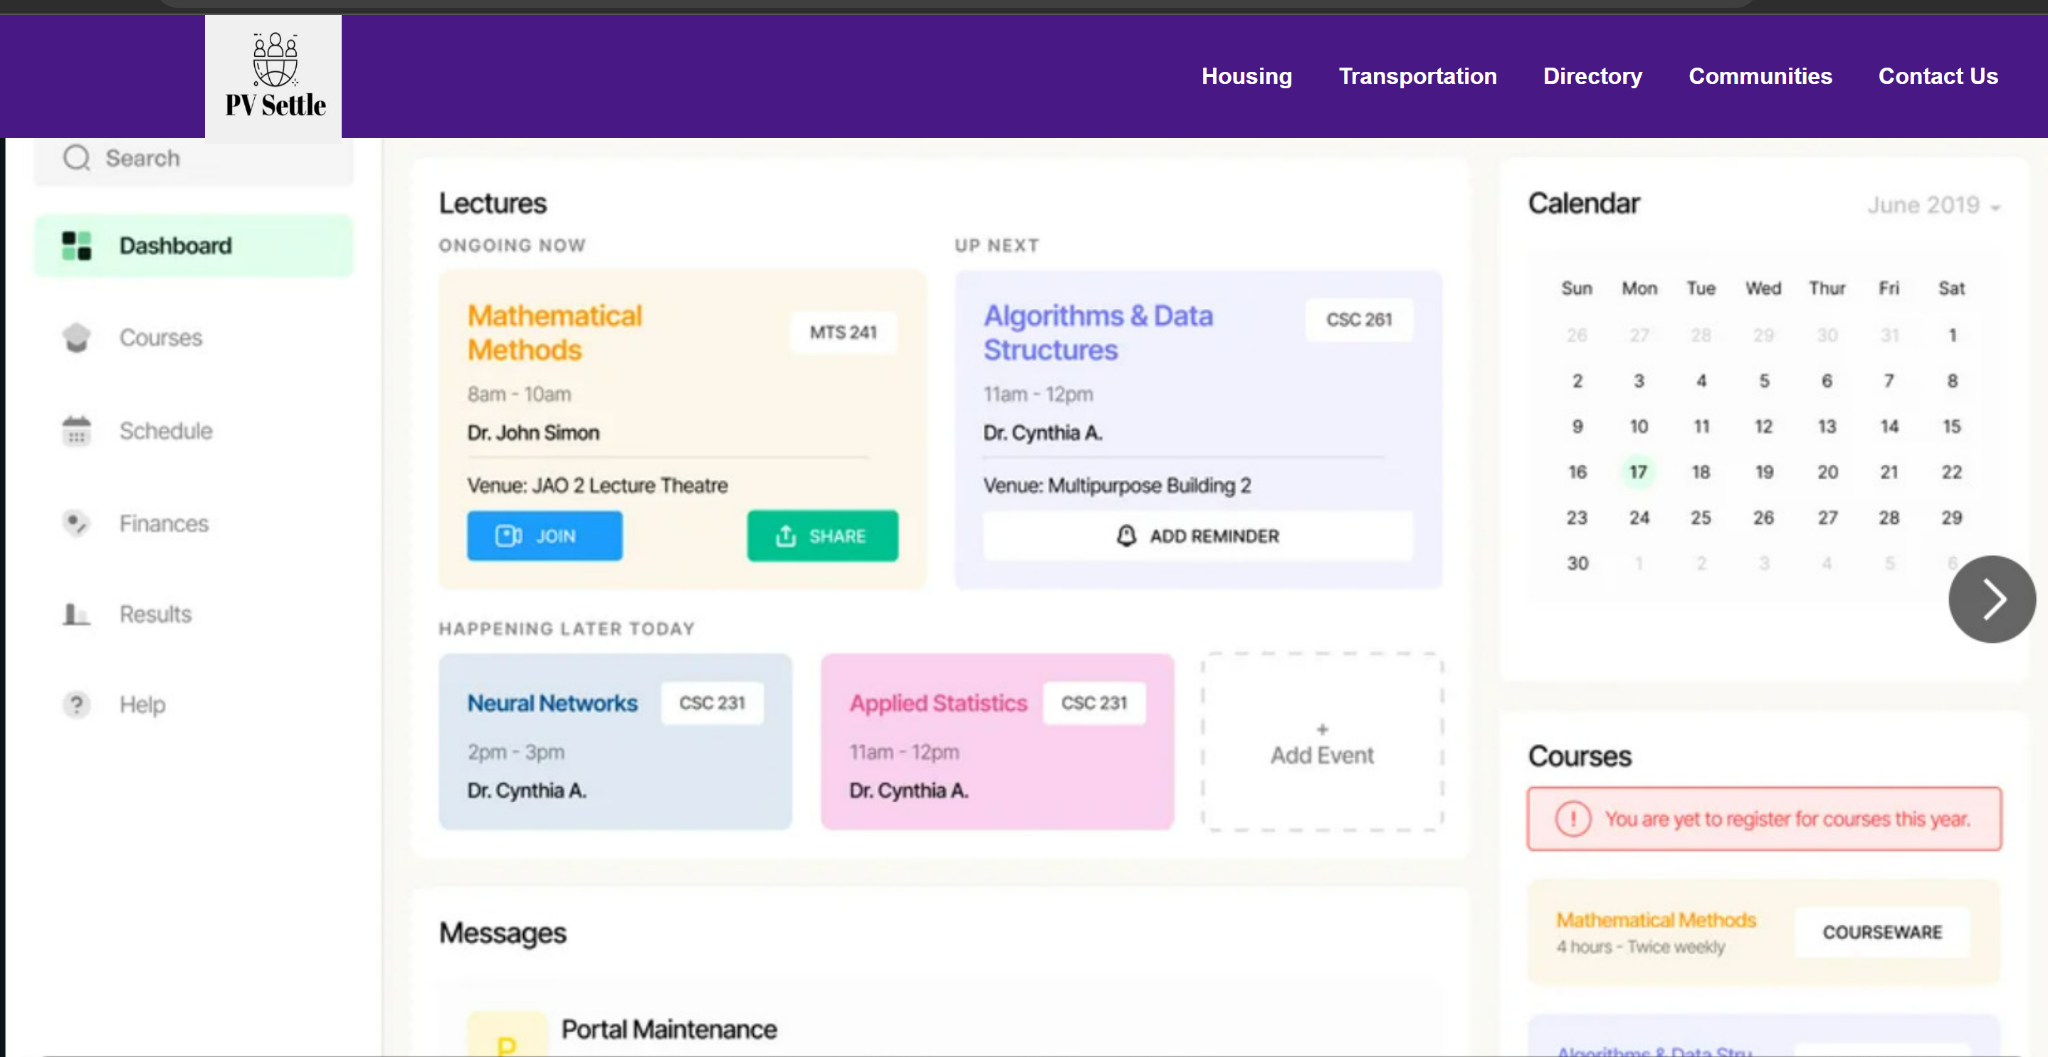 PV Settle
Housing Transportation Directory Communities Contact Us
Search
Dashboard
Courses
Schedule
Finances
Results
Help
Lectures
ONGOING NOW
Mathematical
Methods
MTS 241
8am - 10am
Dr. John Simon
Venue: JAO 2 Lecture Theatre
JOIN
SHARE
UP NEXT
Algorithms & Data
Structures
CSC 261
11am - 12pm
Dr. Cynthia A.
Venue: Multipurpose Building 2
ADD REMINDER
HAPPENING LATER TODAY
Neural Networks
CSC 231
2pm - 3pm
Dr. Cynthia A.
Applied Statistics
CSC 231
11am - 12pm
Dr. Cynthia A.
+
Add Event
Messages
P
Portal Maintenance
Calendar
June 2019
Sun Mon Tue Wed Thur Fri Sat
26 27 28 29 30 31 1
2 3 4 5 6 7 8
9 10 11 12 13 14 15
16 17 18 19 20 21 22
23 24 25 26 27 28 29
30 1 2 3 4 5 6
Courses
You are yet to register for courses this year.
Mathematical Methods
4 hours - Twice weekly
COURSEWARE
Algorithms & Data Stru